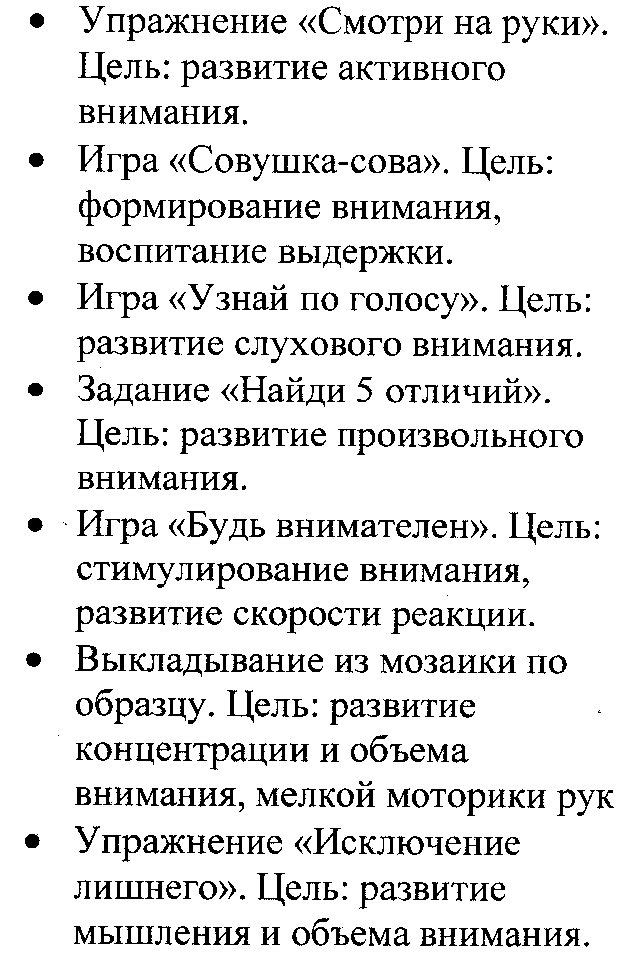 • Упражнение «Смотри на руки».
Цель: развитие активного
внимания.
• Игра «Совушка-сова». Цель:
формирование внимания,
воспитание выдержки.
• Игра «Узнай по голосу». Цель:
развитие слухового внимания.
• Задание «Найди 5 отличий».
Цель: развитие произвольного
внимания.
• Игра «Будь внимателен». Цель:
стимулирование внимания,
развитие скорости реакции.
• Выкладывание из мозаики по
образцу. Цель: развитие
концентрации и объема
внимания, мелкой моторики рук
• Упражнение «Исключение
лишнего». Цель: развитие
мышления и объема внимания.